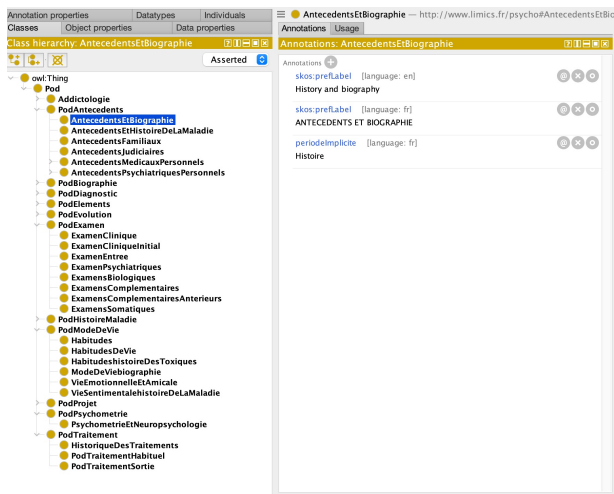 Annotation properties Datatypes Individuals
Classes Object properties Data properties
Class hierarchy: AntecedentsEtBiographie
Asserted
owl:Thing
Pod
Addictologie
PodAntecedents
AntecedentsEtBiographie
AntecedentsEtHistoireDeLaMaladie
AntecedentsFamiliaux
AntecedentsJudiciaires
AntecedentsMedicauxPersonnels
AntecedentsPsychiatriquesPersonnels
PodBiographie
PodDiagnostic
PodElements
PodEvolution
PodExamen
ExamenClinique
ExamenCliniqueInitial
ExamenEntree
ExamenPsychiatriques
ExamensBiologiques
ExamensComplementaires
ExamensComplementairesAnterieurs
ExamensSomatiques
PodHistoireMaladie
PodModeDeVie
Habitudes
HabitudesDeVie
HabitudeshistoireDesToxiques
ModeDeViebiographie
VieEmotionnelleEtAmicale
VieSentimentalehistoireDeLaMaladie
PodProjet
PodPsychometrie
PsychometrieEtNeuropsychologie
PodTraitement
HistoriqueDesTraitements
PodTraitementHabituel
PodTraitementSortie
AntecedentsEtBiographie — http://www.limics.fr/psycho#AntecedentsEtBio
Annotations Usage
Annotations: AntecedentsEtBiographie
Annotations
skos:prefLabel [language: en]
History and biography
skos:prefLabel [language: fr]
ANTECEDENTS ET BIOGRAPHIE
periodeImplicite [language: fr]
Histoire